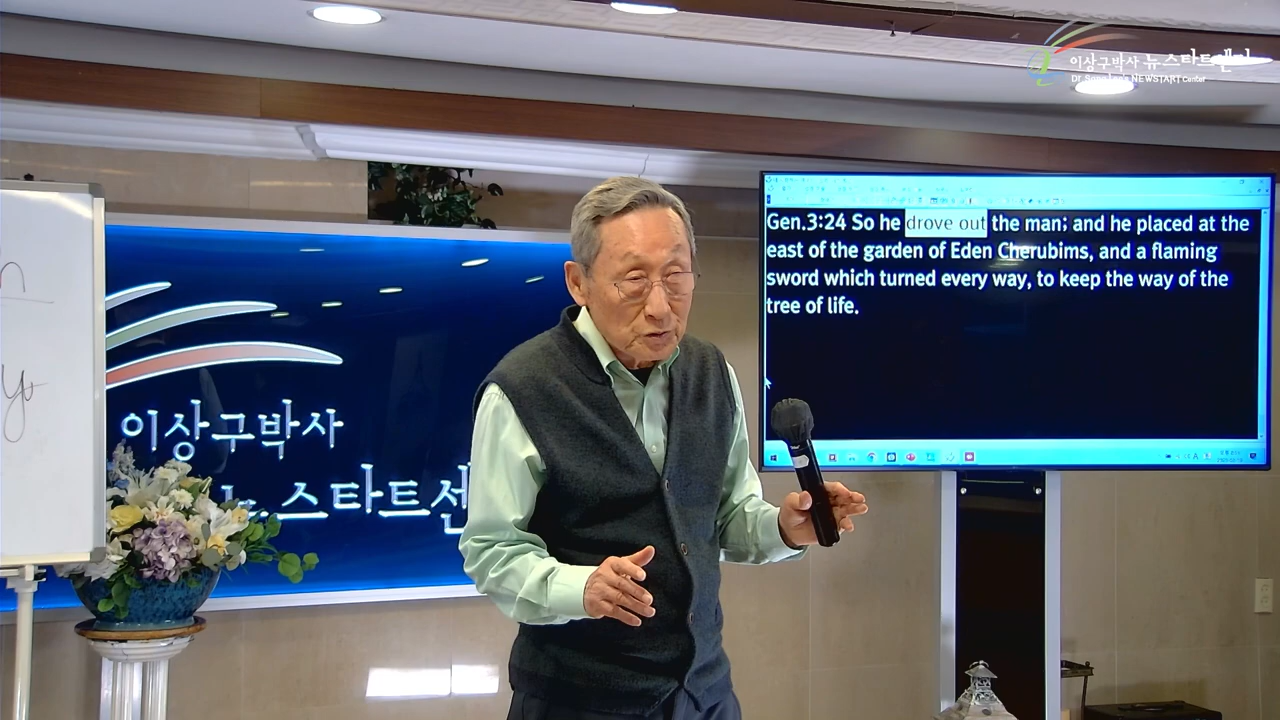 이상구박사 뉴스타트센터
Dr Sanglee's NEWSTART Center
Gen.3:24 So he drove out the man; and he placed at the
east of the garden of Eden Cherubims, and a flaming
sword which turned every way, to keep the way of the
tree of life.
이상구박사
스타트센